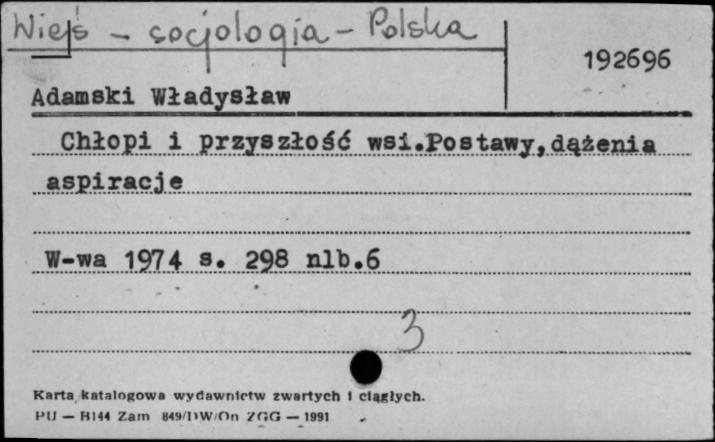 Wieś - socjologia - Polska
192696
Adamski Władysław
Chłopi i przyszłość wsi.Postawy,dążenia
aspiracje
W-wa 1974 s. 298 nlb.6
3
Karta katalogowa wydawnictw zwartych i ciągłych.
PU — B144 Zam 849/DW/On ZGG — 1991